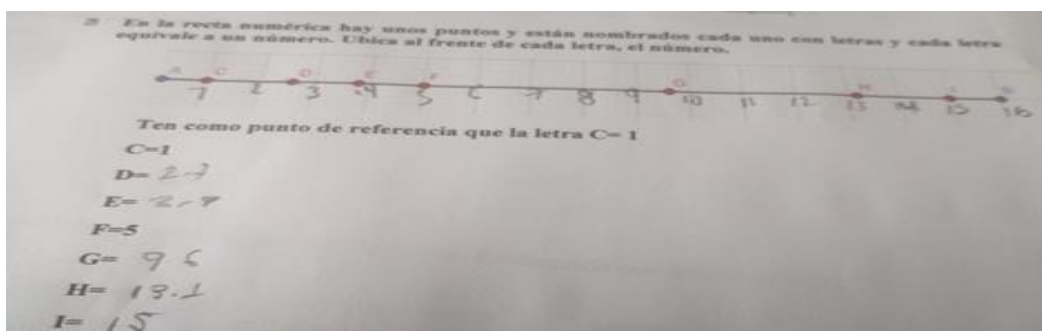 En la recta numérica hay unos puntos y están nombrados cada uno con letras y cada letra
equivale a un número. Ubica al frente de cada letra, el número.
A C D E F G H I
1 2 3 4 5 6 7 8 9 10 11 12 13 14 15 16
Ten como punto de referencia que la letra C= 1
C=1
D= 2.7
E= 3,9
F=5
G= 9 6
H= 13.1
I= 15